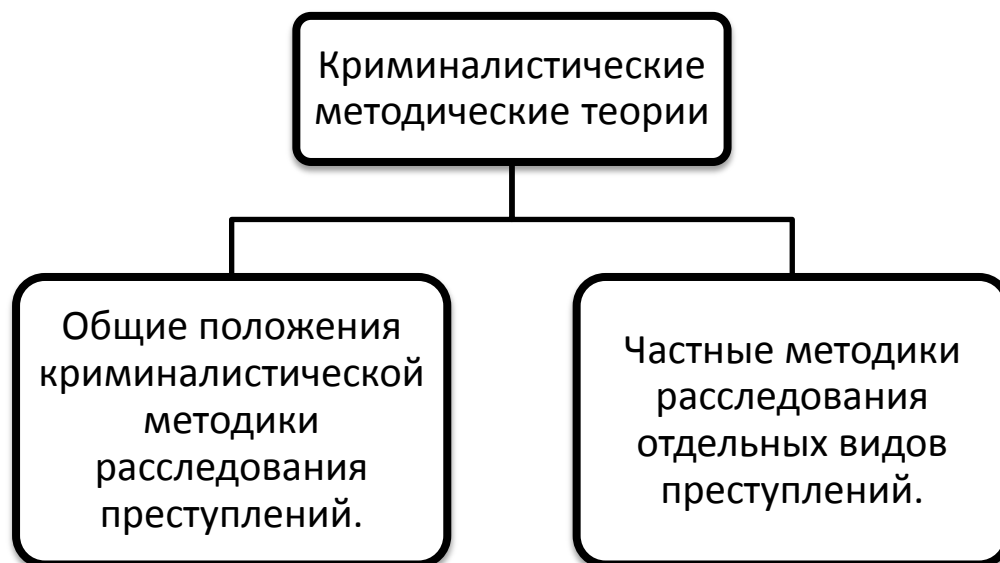 Криминалистические
методические теории
Общие положения
криминалистической
методики
расследования
преступлений.
Частные методики
расследования
отдельных видов
преступлений.